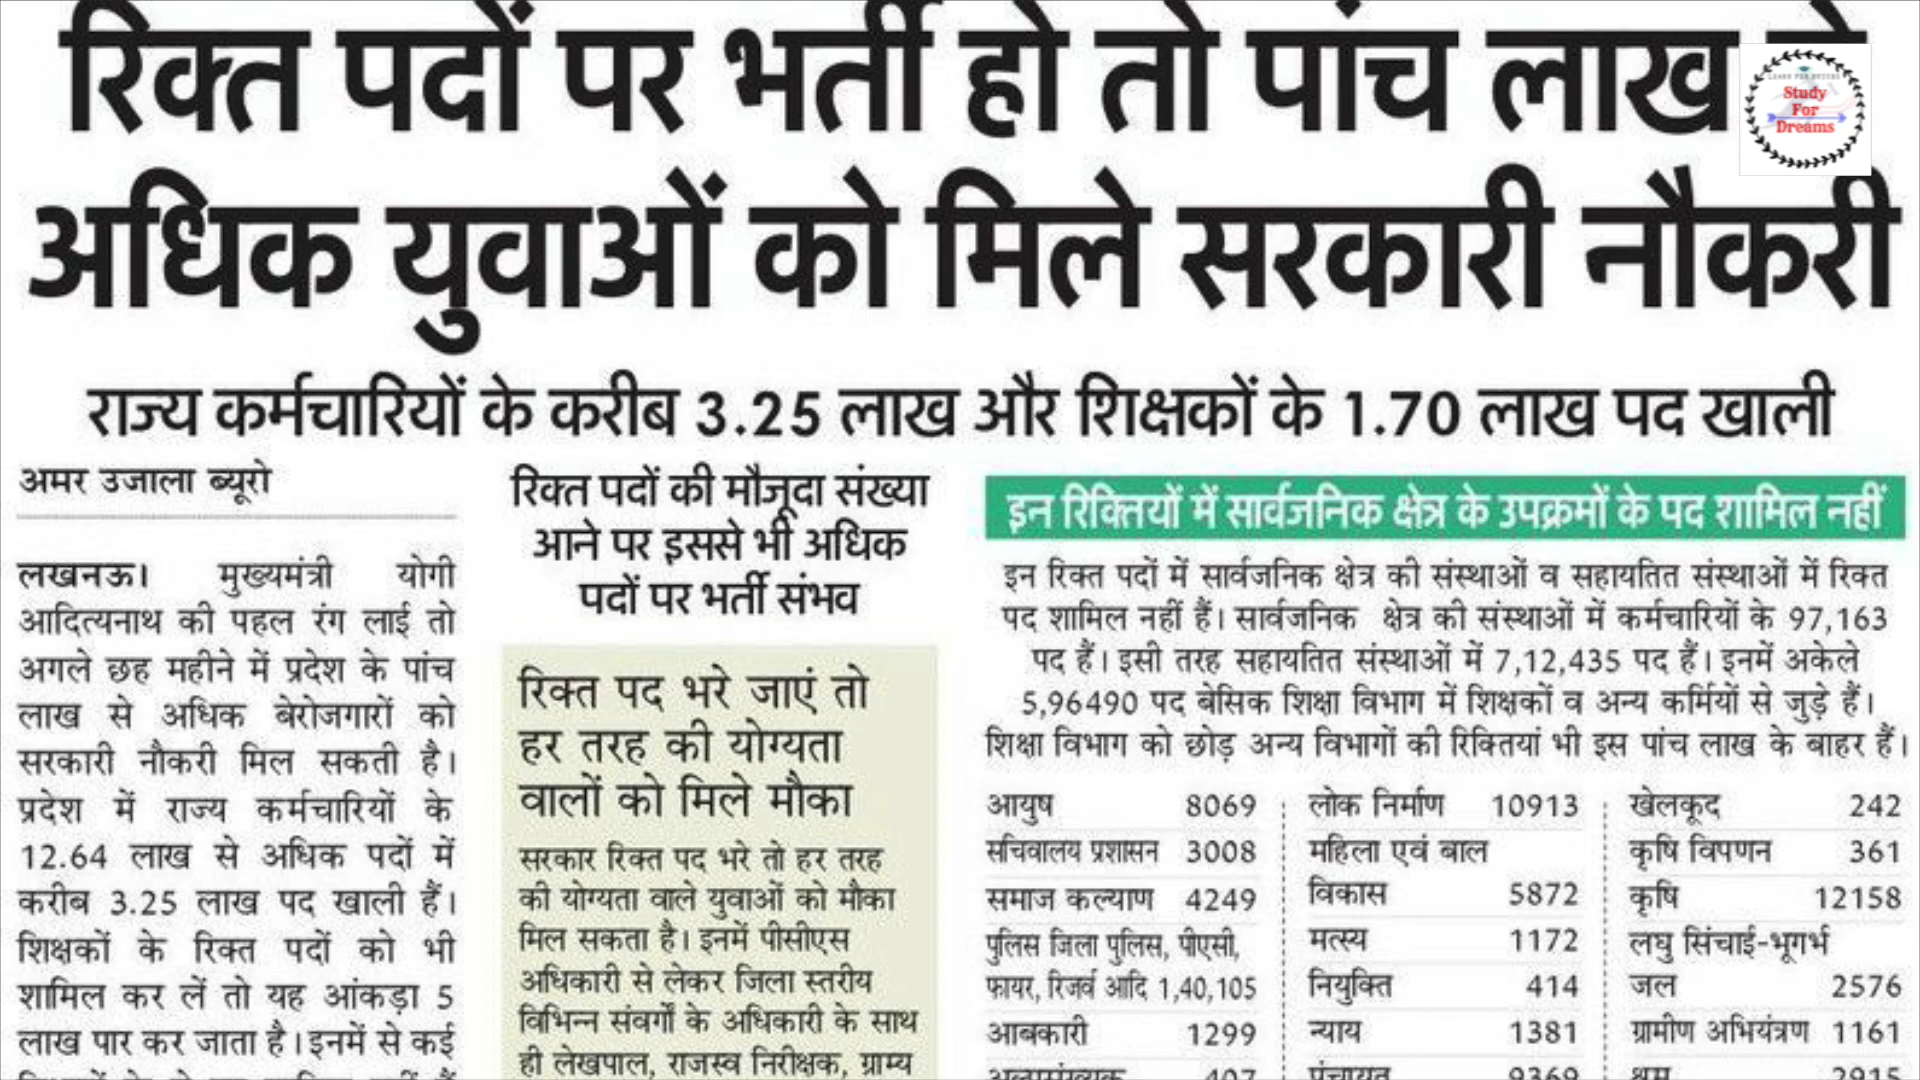 रिक्त पदों पर भर्ती हो तो पांच लाख से
अधिक युवाओं को मिले सरकारी नौकरी
Study
For
Dreams
राज्य कर्मचारियों के करीब 3.25 लाख और शिक्षकों के 1.70 लाख पद खाली
अमर उजाला ब्यूरो
लखनऊ। मुख्यमंत्री योगी
आदित्यनाथ की पहल रंग लाई तो
अगले छह महीने में प्रदेश के पांच
लाख से अधिक बेरोजगारों को
सरकारी नौकरी मिल सकती है।
प्रदेश में राज्य कर्मचारियों के
12.64 लाख से अधिक पदों में
करीब 3.25 लाख पद खाली हैं।
शिक्षकों के रिक्त पदों को भी
शामिल कर लें तो यह आंकड़ा 5
लाख पार कर जाता है। इनमें से कई
रिक्त पदों की मौजूदा संख्या
आने पर इससे भी अधिक
पदों पर भर्ती संभव
रिक्त पद भरे जाएं तो
हर तरह की योग्यता
वालों को मिले मौका
सरकार रिक्त पद भरे तो हर तरह
की योग्यता वाले युवाओं को मौका
मिल सकता है। इनमें पीसीएस
अधिकारी से लेकर जिला स्तरीय
विभिन्न संवर्गों के अधिकारी के साथ
ही लेखपाल, राजस्व निरीक्षक, ग्राम्य
इन रिक्तियों में सार्वजनिक क्षेत्र के उपक्रमों के पद शामिल नहीं
इन रिक्त पदों में सार्वजनिक क्षेत्र की संस्थाओं व सहायतित संस्थाओं में रिक्त
पद शामिल नहीं हैं। सार्वजनिक क्षेत्र की संस्थाओं में कर्मचारियों के 97,163
पद हैं। इसी तरह सहायतित संस्थाओं में 7,12,435 पद हैं। इनमें अकेले
5,96490 पद बेसिक शिक्षा विभाग में शिक्षकों व अन्य कर्मियों से जुड़े हैं।
शिक्षा विभाग को छोड़ अन्य विभागों की रिक्तियां भी इस पांच लाख के बाहर हैं।
आयुष 8069
सचिवालय प्रशासन 3008
समाज कल्याण 4249
पुलिस जिला पुलिस, पीएसी,
फायर, रिजर्व आदि 1,40,105
आबकारी 1299
अल्पसंख्यक 407
लोक निर्माण 10913
महिला एवं बाल
विकास 5872
मत्स्य 1172
नियुक्ति 414
न्याय 1381
पंचायत 9369
खेलकूद 242
कृषि विपणन 361
कृषि 12158
लघु सिंचाई-भूगर्भ
जल 2576
ग्रामीण अभियंत्रण 1161
श्रम 2915